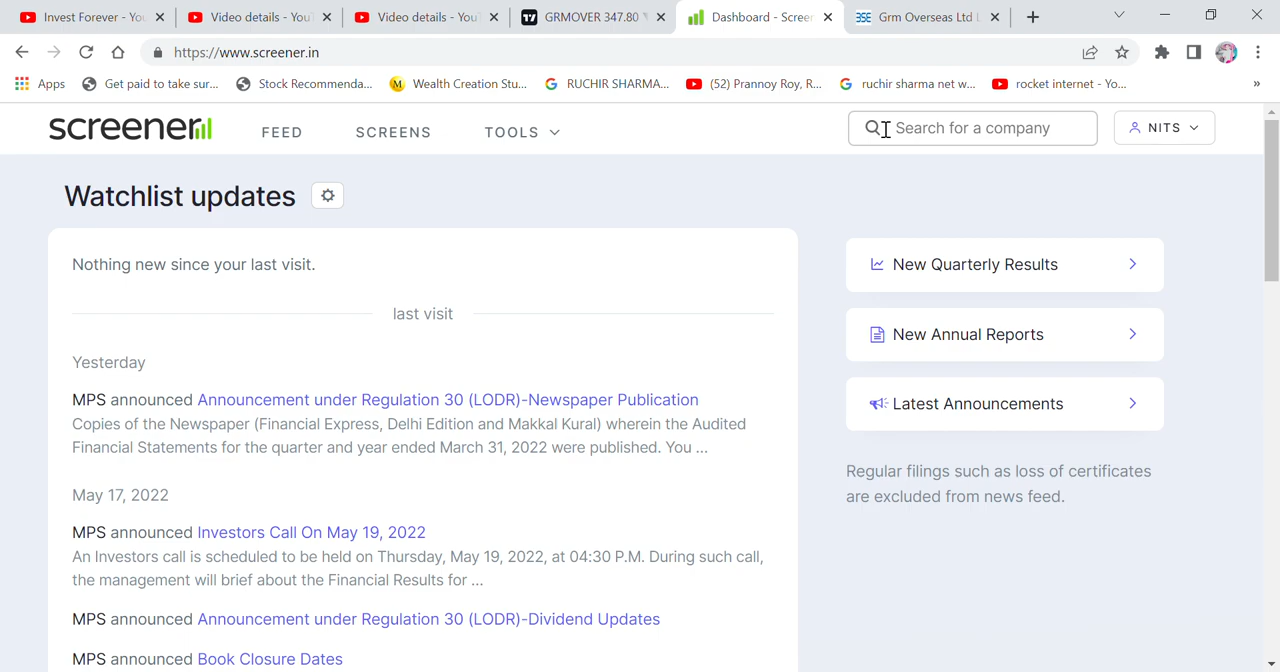 Invest Forever - You
Video details - You
Video details - You
GRMOVER 347.80
Dashboard - Screen
Grm Overseas Ltd L
https://www.screener.in
Apps
Get paid to take sur...
Stock Recommenda...
Wealth Creation Stu...
RUCHIR SHARMA...
(52) Prannoy Roy, R...
ruchir sharma net w...
rocket internet - Yo...
»
screener
FEED
SCREENS
TOOLS
Search for a company
NITS
Watchlist updates
Nothing new since your last visit.
last visit
Yesterday
MPS announced Announcement under Regulation 30 (LODR)-Newspaper Publication
Copies of the Newspaper (Financial Express, Delhi Edition and Makkal Kural) wherein the Audited
Financial Statements for the quarter and year ended March 31, 2022 were published. You ...
May 17, 2022
MPS announced Investors Call On May 19, 2022
An Investors call is scheduled to be held on Thursday, May 19, 2022, at 04:30 P.M. During such call,
the management will brief about the Financial Results for ...
MPS announced Announcement under Regulation 30 (LODR)-Dividend Updates
MPS announced Book Closure Dates
New Quarterly Results
New Annual Reports
Latest Announcements
Regular filings such as loss of certificates
are excluded from news feed.